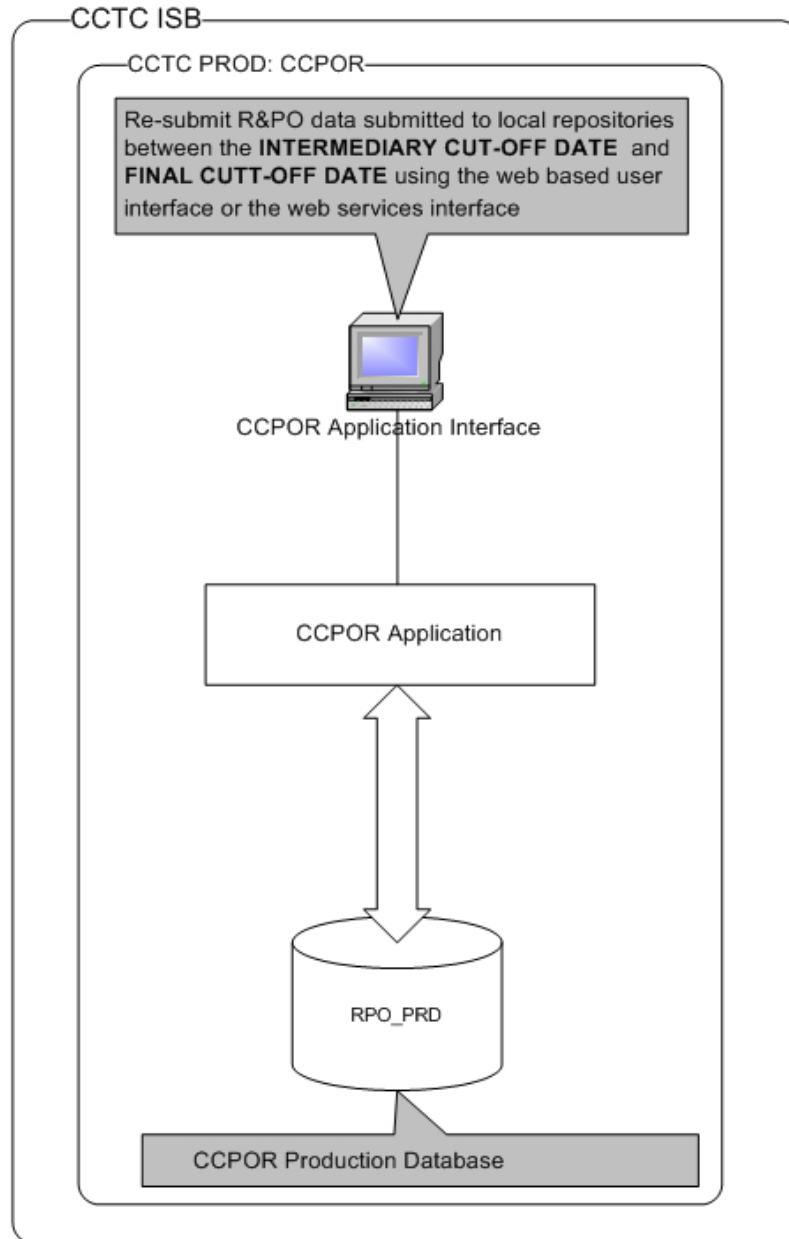 CCTC ISB
CCTC PROD: CCPOR
Re-submit R&PO data submitted to local repositories
between the INTERMEDIARY CUT-OFF DATE and
FINAL CUTT-OFF DATE using the web based user
interface or the web services interface
CCPOR Application Interface
CCPOR Application
RPO_PRD
CCPOR Production Database